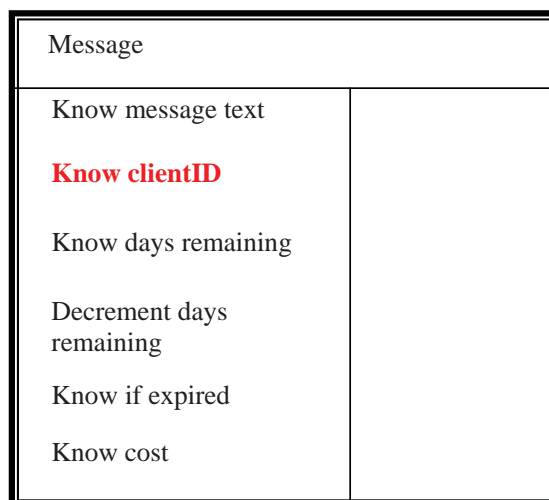 Message
Know message text
Know clientID
Know days remaining
Decrement days
remaining
Know if expired
Know cost